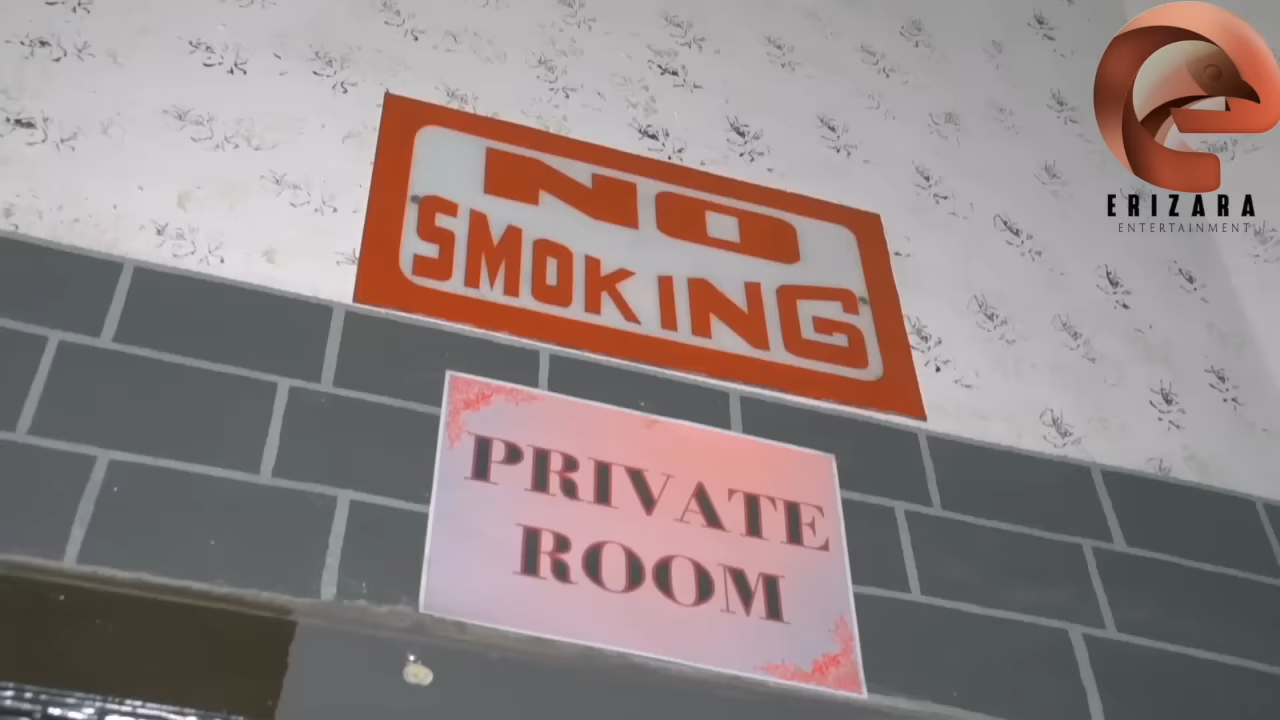 NO
SMOKING
PRIVATE
ROOM
ERIZARA
ENTERTAINMENT